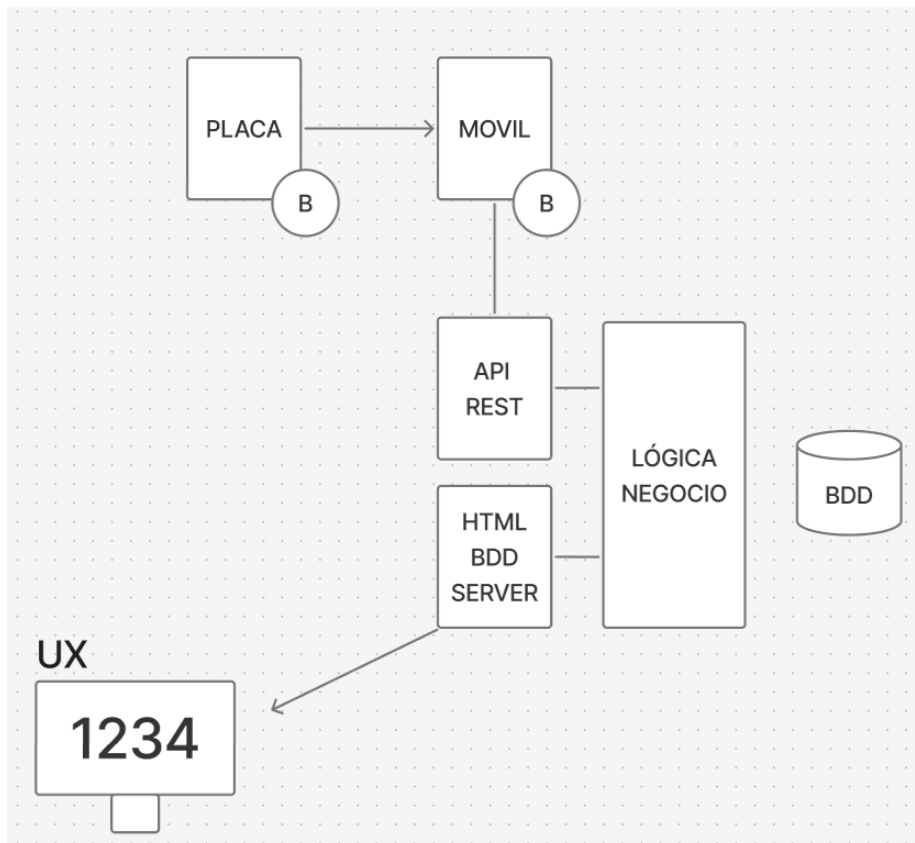 PLACA
MOVIL
B
B
API
REST
LÓGICA
NEGOCIO
BDD
HTML
BDD
SERVER
UX
1234